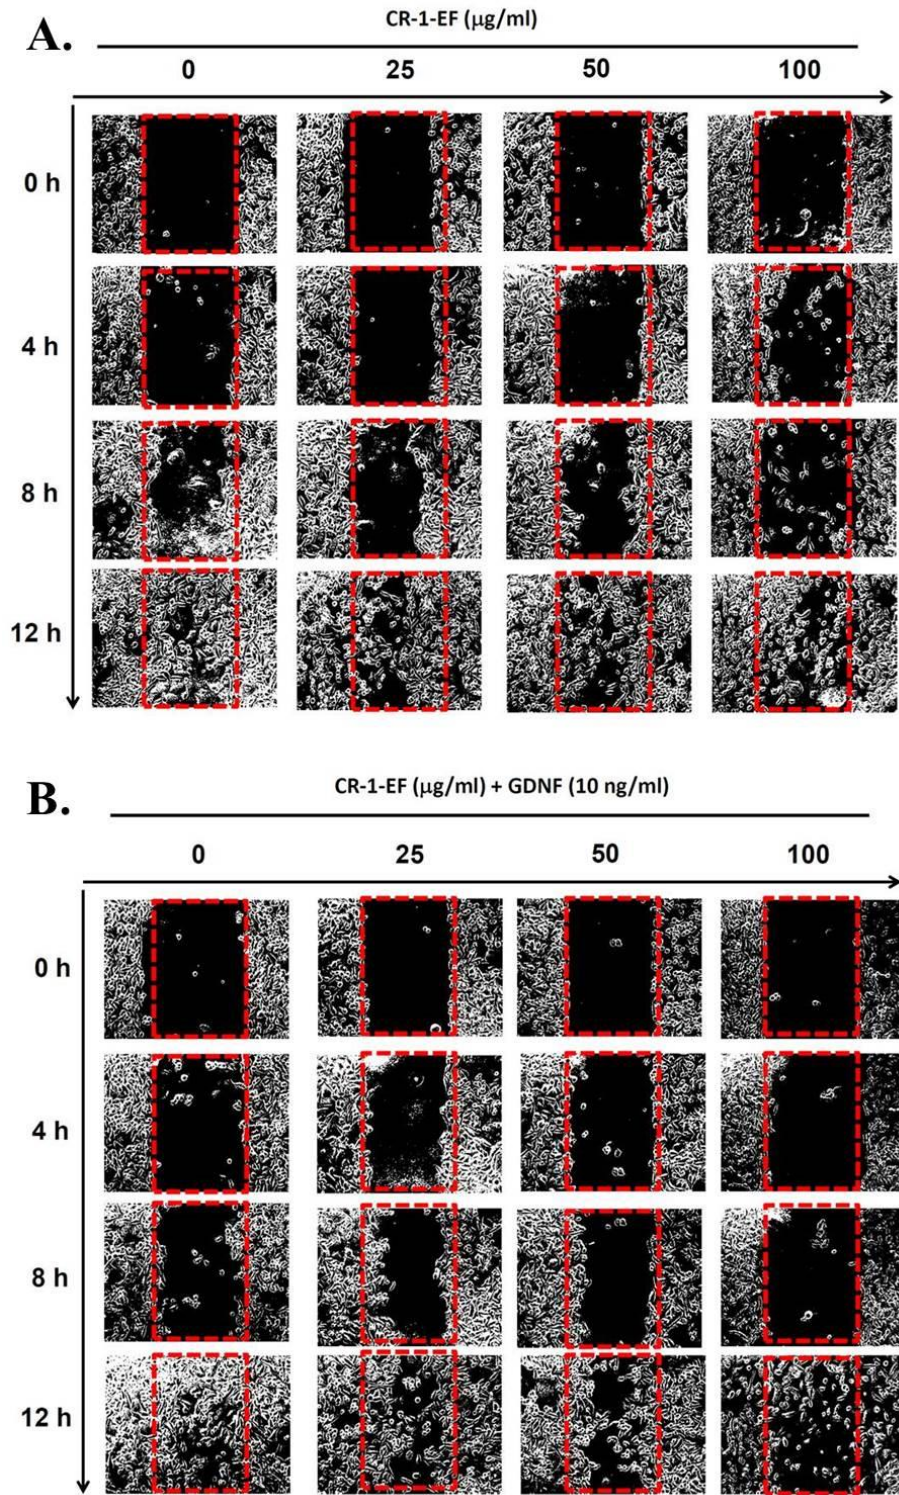 A.
CR-1-EF (μg/ml)
0 25 50 100
0 h
4 h
8 h
12 h
B.
CR-1-EF (μg/ml) + GDNF (10 ng/ml)
0 25 50 100
0 h
4 h
8 h
12 h